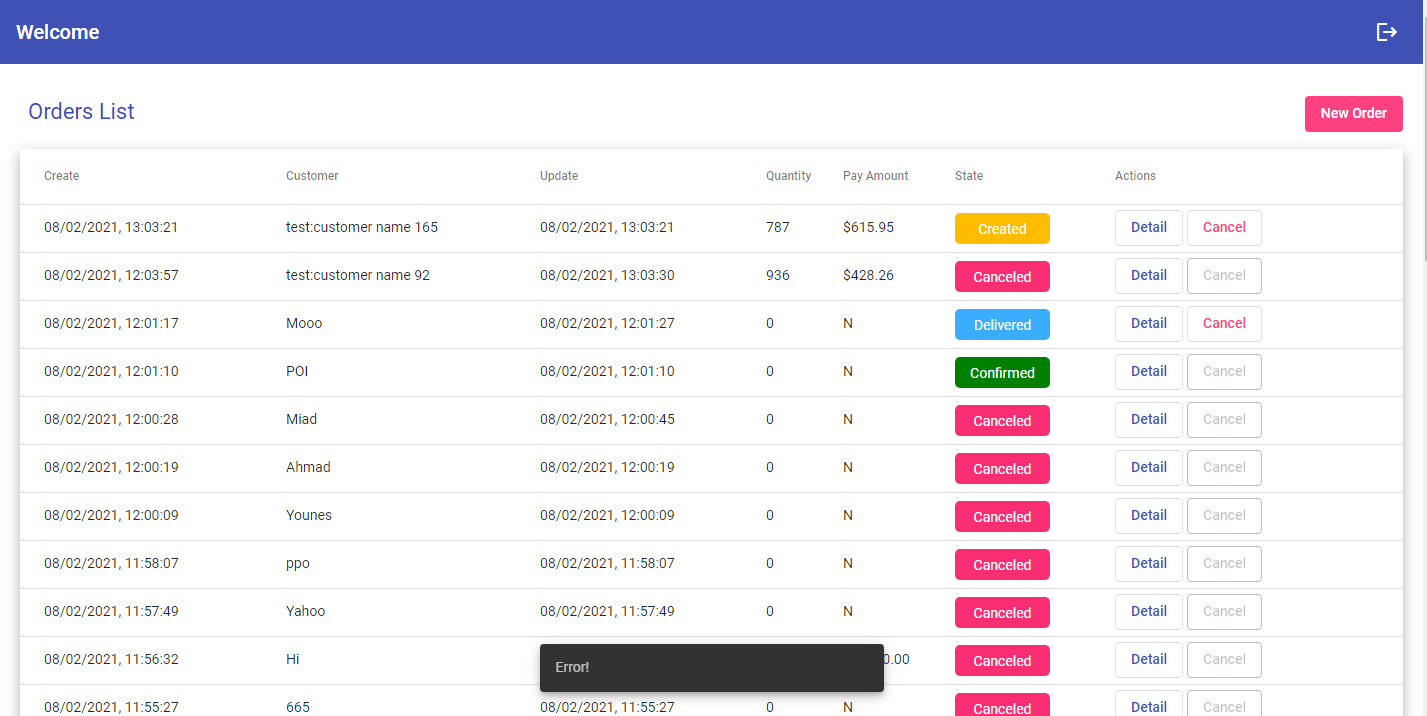 Welcome
Orders List
New Order
Create Customer Update Quantity Pay Amount State Actions
08/02/2021, 13:03:21 test:customer name 165 08/02/2021, 13:03:21 787 $615.95 Created Detail Cancel
08/02/2021, 12:03:57 test:customer name 92 08/02/2021, 13:03:30 936 $428.26 Canceled Detail Cancel
08/02/2021, 12:01:17 Mooo 08/02/2021, 12:01:27 0 N Delivered Detail Cancel
08/02/2021, 12:01:10 POI 08/02/2021, 12:01:10 0 N Confirmed Detail Cancel
08/02/2021, 12:00:28 Miad 08/02/2021, 12:00:45 0 N Canceled Detail Cancel
08/02/2021, 12:00:19 Ahmad 08/02/2021, 12:00:19 0 N Canceled Detail Cancel
08/02/2021, 12:00:09 Younes 08/02/2021, 12:00:09 0 N Canceled Detail Cancel
08/02/2021, 11:58:07 ppo 08/02/2021, 11:58:07 0 N Canceled Detail Cancel
08/02/2021, 11:57:49 Yahoo 08/02/2021, 11:57:49 0 N Canceled Detail Cancel
08/02/2021, 11:56:32 Hi Canceled Detail Cancel
Error!
08/02/2021, 11:55:27 665 08/02/2021, 11:55:27 0 N Canceled Detail Cancel